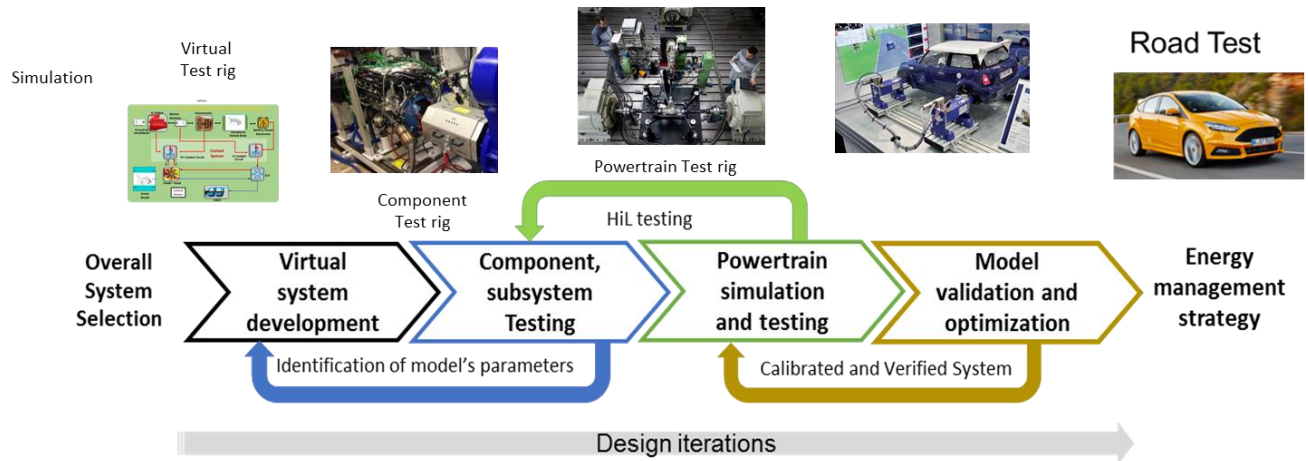 Simulation
Virtual
Test rig
Road Test
Component
Test rig
Powertrain Test rig
HiL testing
Overall
System
Selection
Virtual
system
development
Component,
subsystem
Testing
Powertrain
simulation
and testing
Model
validation and
optimization
Energy
management
strategy
Identification of model's parameters
Calibrated and Verified System
Design iterations